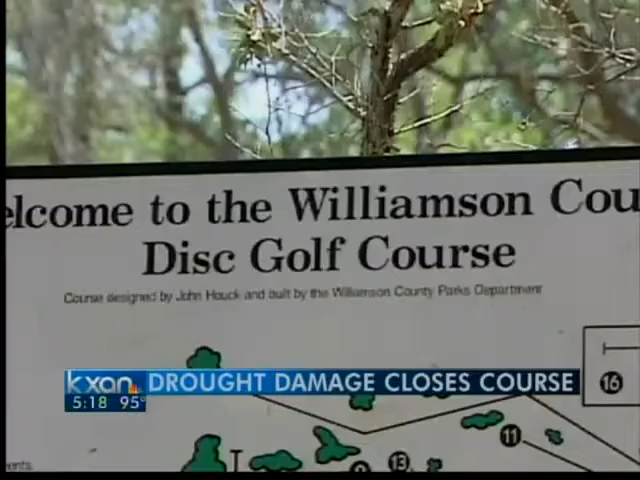 elcome to the Williamson Cou
Disc Golf Course
Course designed by John Houck and built by the Williamson County Parks Department
16
kxan DROUGHT DAMAGE CLOSES COURSE
5:18 95°
11
13
ents.